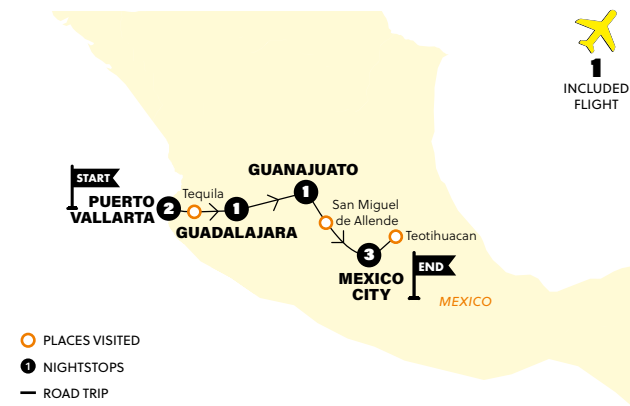 1
INCLUDED
FLIGHT
GUANAJUATO
START
Tequila
1
PUERTO
VALLARTA
2
1
San Miguel
de Allende
GUADALAJARA
Teotihuacan
3
END
MEXICO
CITY
MEXICO
PLACES VISITED
1 NIGHTSTOPS
ROAD TRIP